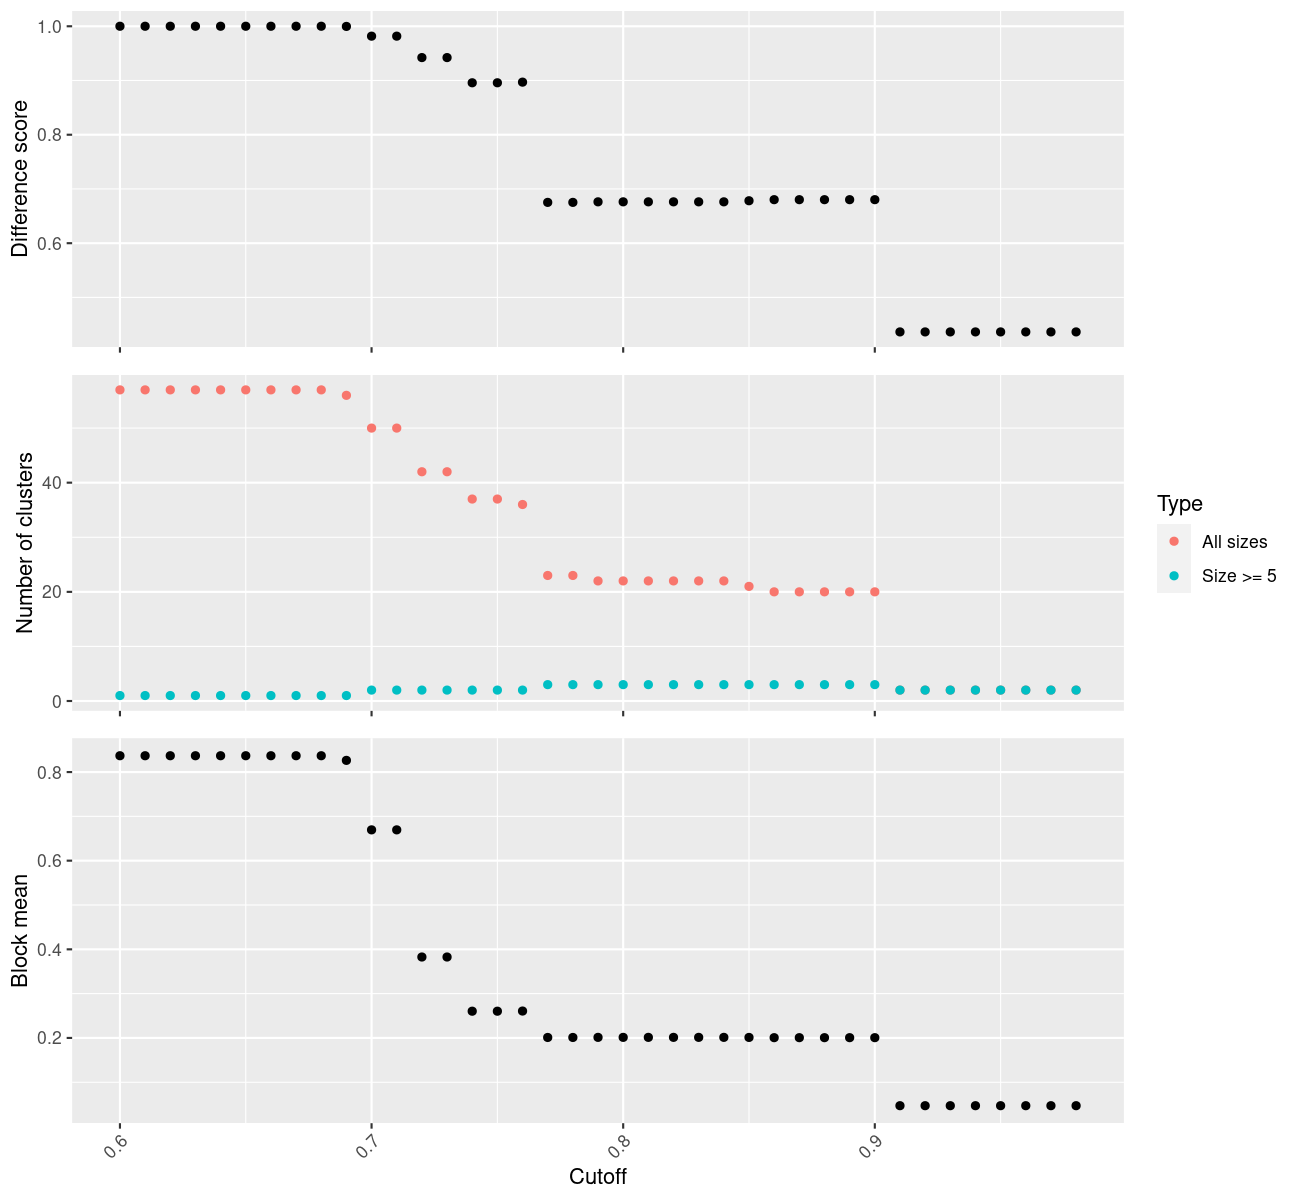 Difference score
1.0
0.8
0.6
Number of clusters
40
20
0
Type
All sizes
Size >= 5
Block mean
0.8
0.6
0.4
0.2
0.6
0.7
0.8
0.9
Cutoff